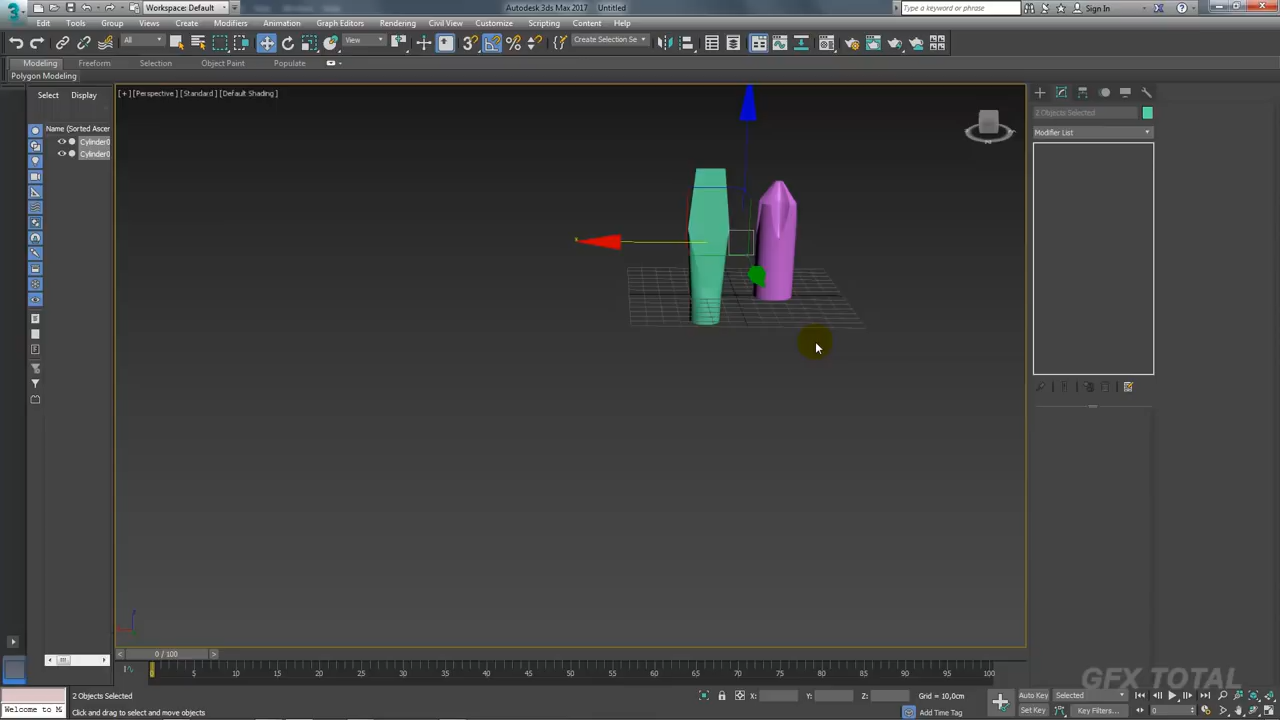 Workspace: Default
Autodesk 3ds Max 2017    Untitled
Type a keyword or phrase
Sign In
Edit Tools Group Views Create Modifiers Animation Graph Editors Rendering Civil View Customize Scripting Content Help
All
View
Create Selection Se
Modeling Freeform Selection Object Paint Populate
Polygon Modeling
Select Display
[+] [Perspective] [Standard] [Default Shading]
Name (Sorted Ascen
Cylinder0
Cylinder0
2 Objects Selected
Modifier List
0 / 100
0 5 10 15 20 25 30 35 40 45 50 55 60 65 70 75 80 85 90 95 100
GFX TOTAL
2 Objects Selected
X: Y: Z: Grid = 10,0cm
Auto Key Selected
Welcome to M
Click and drag to select and move objects
Add Time Tag
Set Key Key Filters...
0